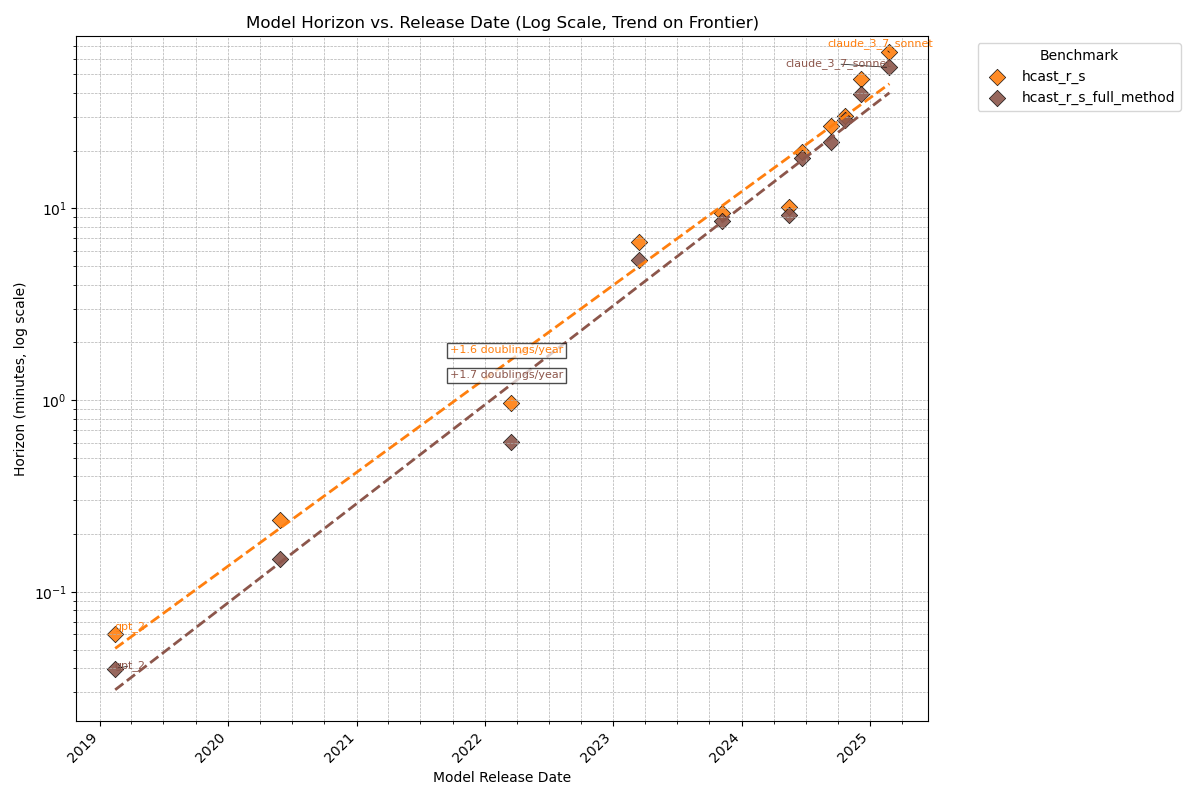 Model Horizon vs. Release Date (Log Scale, Trend on Frontier)
claude_3_7_sonnet
claude_3_7_sonnet
Benchmark
hcast_r_s
hcast_r_s_full_method
10¹
10⁰
10⁻¹
Horizon (minutes, log scale)
+1.6 doublings/year
+1.7 doublings/year
gpt_2
gpt_2
2019
2020
2021
2022
2023
2024
2025
Model Release Date